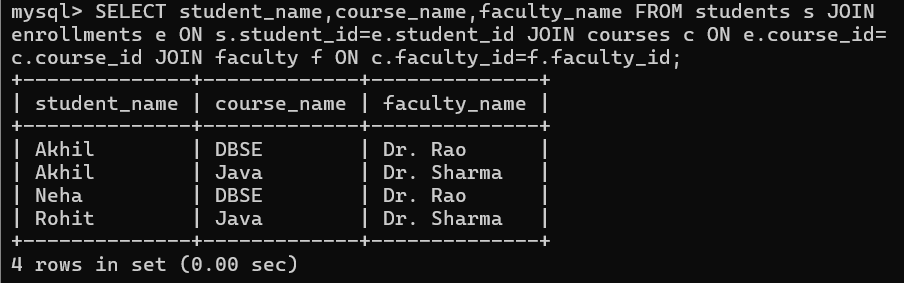 mysql> SELECT student_name,course_name,faculty_name FROM students s JOIN
enrollments e ON s.student_id=e.student_id JOIN courses c ON e.course_id=
c.course_id JOIN faculty f ON c.faculty_id=f.faculty_id;
+--------------+-------------+--------------+
| student_name | course_name | faculty_name |
+--------------+-------------+--------------+
| Akhil        | DBSE        | Dr. Rao      |
| Akhil        | Java        | Dr. Sharma   |
| Neha         | DBSE        | Dr. Rao      |
| Rohit        | Java        | Dr. Sharma   |
+--------------+-------------+--------------+
4 rows in set (0.00 sec)